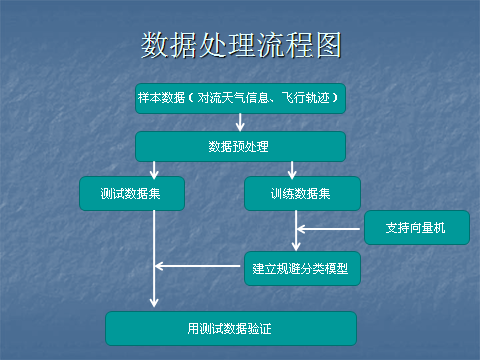 数据处理流程图
样本数据（对流天气信息、飞行轨迹）
数据预处理
测试数据集
训练数据集
支持向量机
建立规避分类模型
用测试数据验证